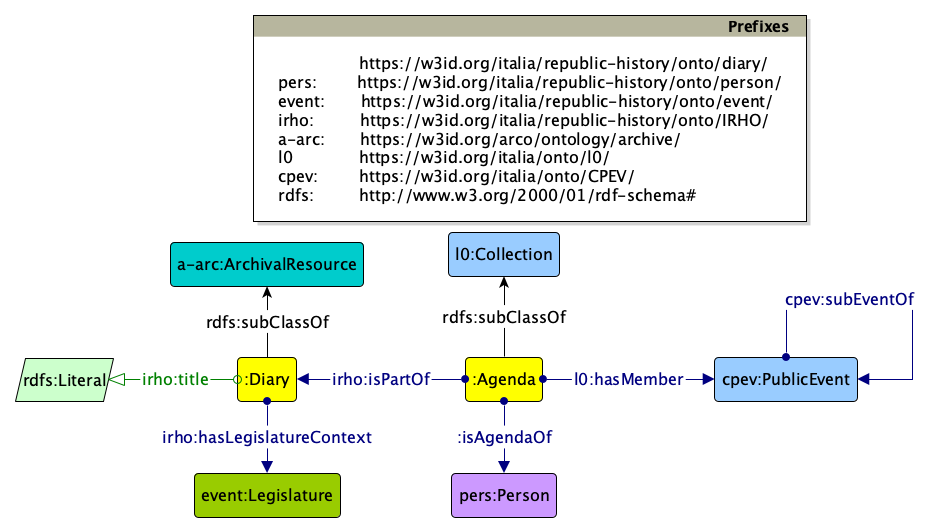 Prefixes
https://w3id.org/italia/republic-history/onto/diary/
pers: https://w3id.org/italia/republic-history/onto/person/
event: https://w3id.org/italia/republic-history/onto/event/
irho: https://w3id.org/italia/republic-history/onto/IRHO/
a-arc: https://w3id.org/arco/ontology/archive/
l0 https://w3id.org/italia/onto/l0/
cpev: https://w3id.org/italia/onto/CPEV/
rdfs: http://www.w3.org/2000/01/rdf-schema#
a-arc:ArchivalResource
l0:Collection
cpev:subEventOf
rdfs:subClassOf
rdfs:subClassOf
rdfs:Literal
irho:title
:Diary
irho:isPartOf
:Agenda
l0:hasMember
cpev:PublicEvent
irho:hasLegislatureContext
:isAgendaOf
event:Legislature
pers:Person